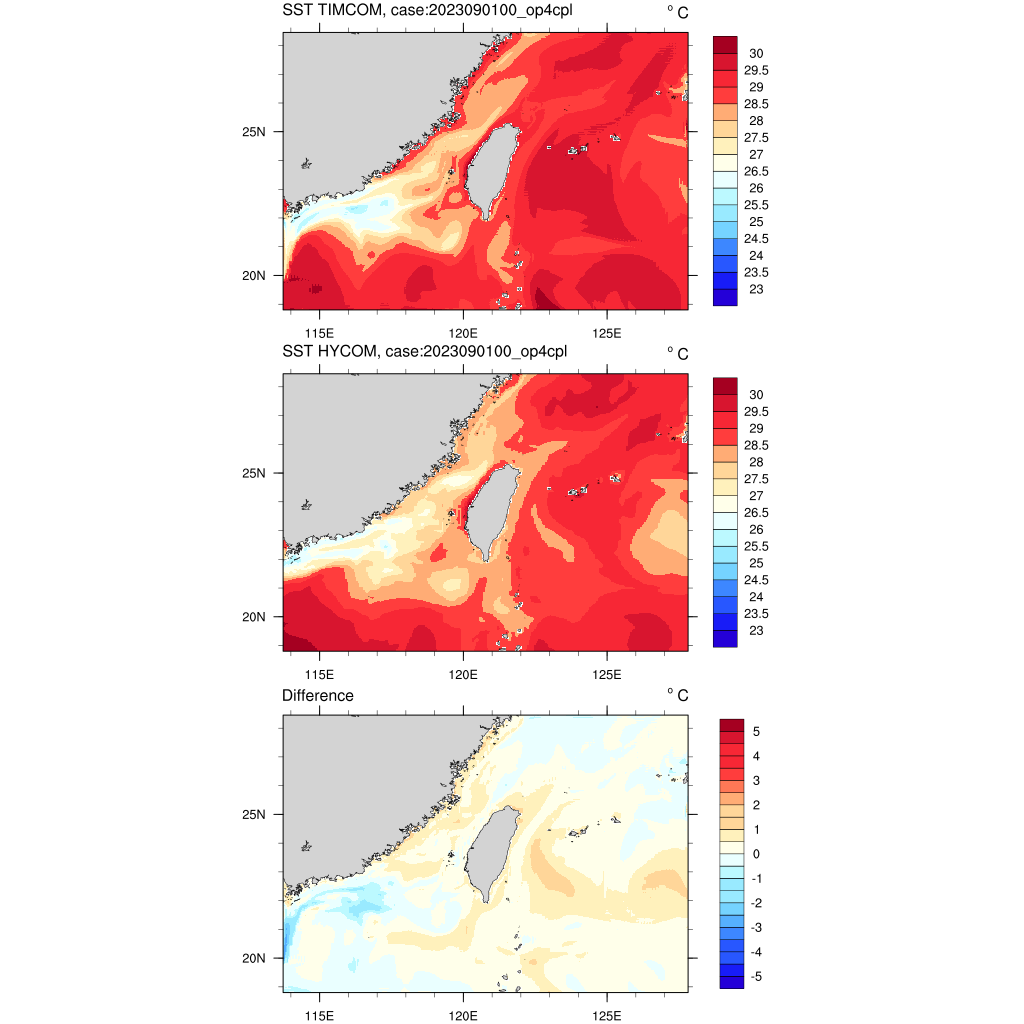 SST TIMCOM, case:2023090100_op4cpl
° C
30
29.5
29
28.5
28
27.5
27
26.5
26
25.5
25
24.5
24
23.5
23
25N
20N
115E 120E 125E
SST HYCOM, case:2023090100_op4cpl
° C
30
29.5
29
28.5
28
27.5
27
26.5
26
25.5
25
24.5
24
23.5
23
25N
20N
115E 120E 125E
Difference
° C
5
4
3
2
1
0
-1
-2
-3
-4
-5
25N
20N
115E 120E 125E